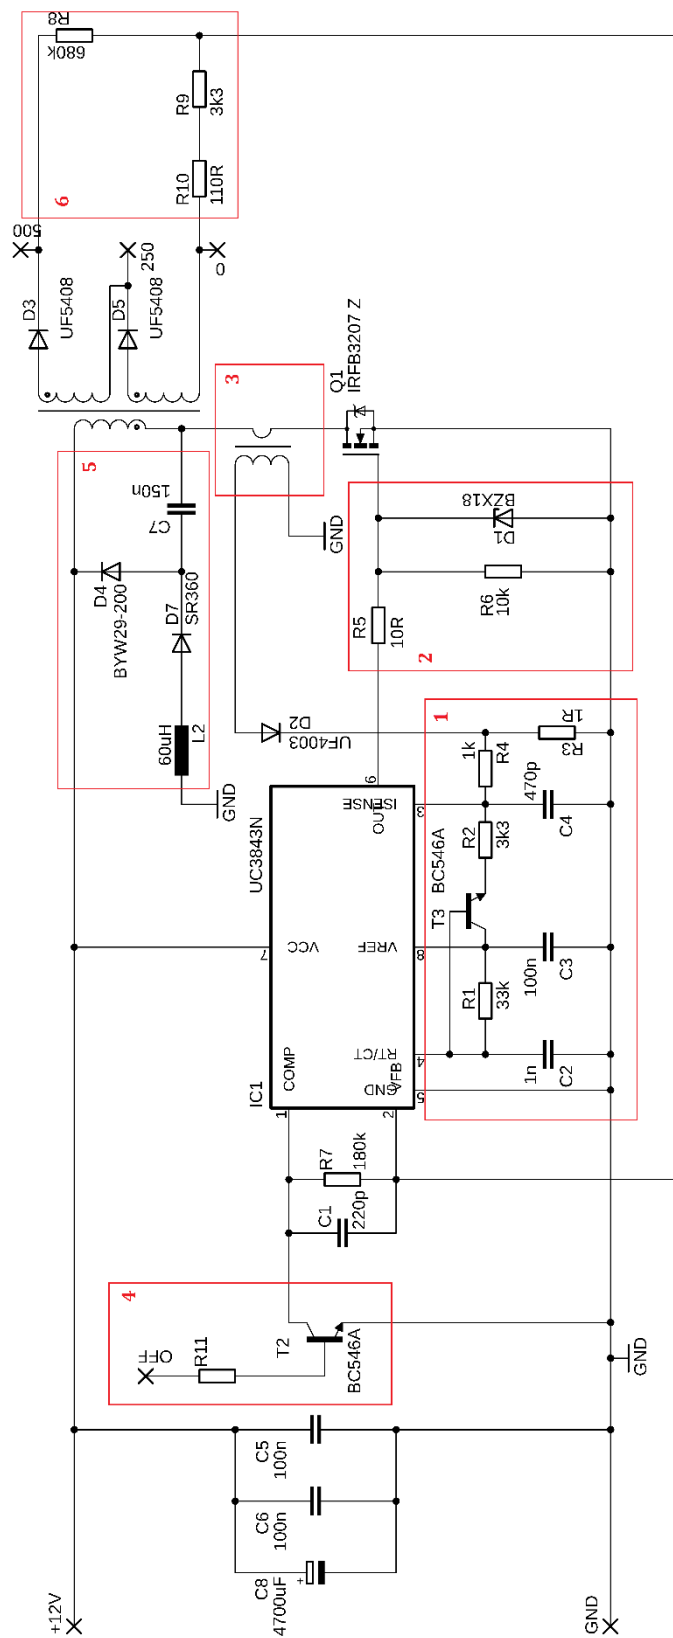 R8
680k
R9
3k3
R10
110R
6
500
250
0
D3
UF5408
D5
UF5408
3
Q1
IRFB3207 Z
5
150n
C7
GND
D4
BYW29-200
D7
SR360
BZX18
D1
R6
10k
R5
10R
2
60uH
L2
GND
D2
UF4003
1
1k
R4
1R
R3
6
OUT
ISENSE
3
470p
C4
UC3843N
BC546A
R2
3k3
T3
7
VCC
VREF
8
100n
C3
R1
33k
RT/CT
4
1n
C2
IC1
COMP
VFB
GND
5
1
2
R7
180k
C1
220p
4
OFF
R11
T2
BC546A
GND
C5
100n
C6
100n
C8
4700uF
+
+12V
GND